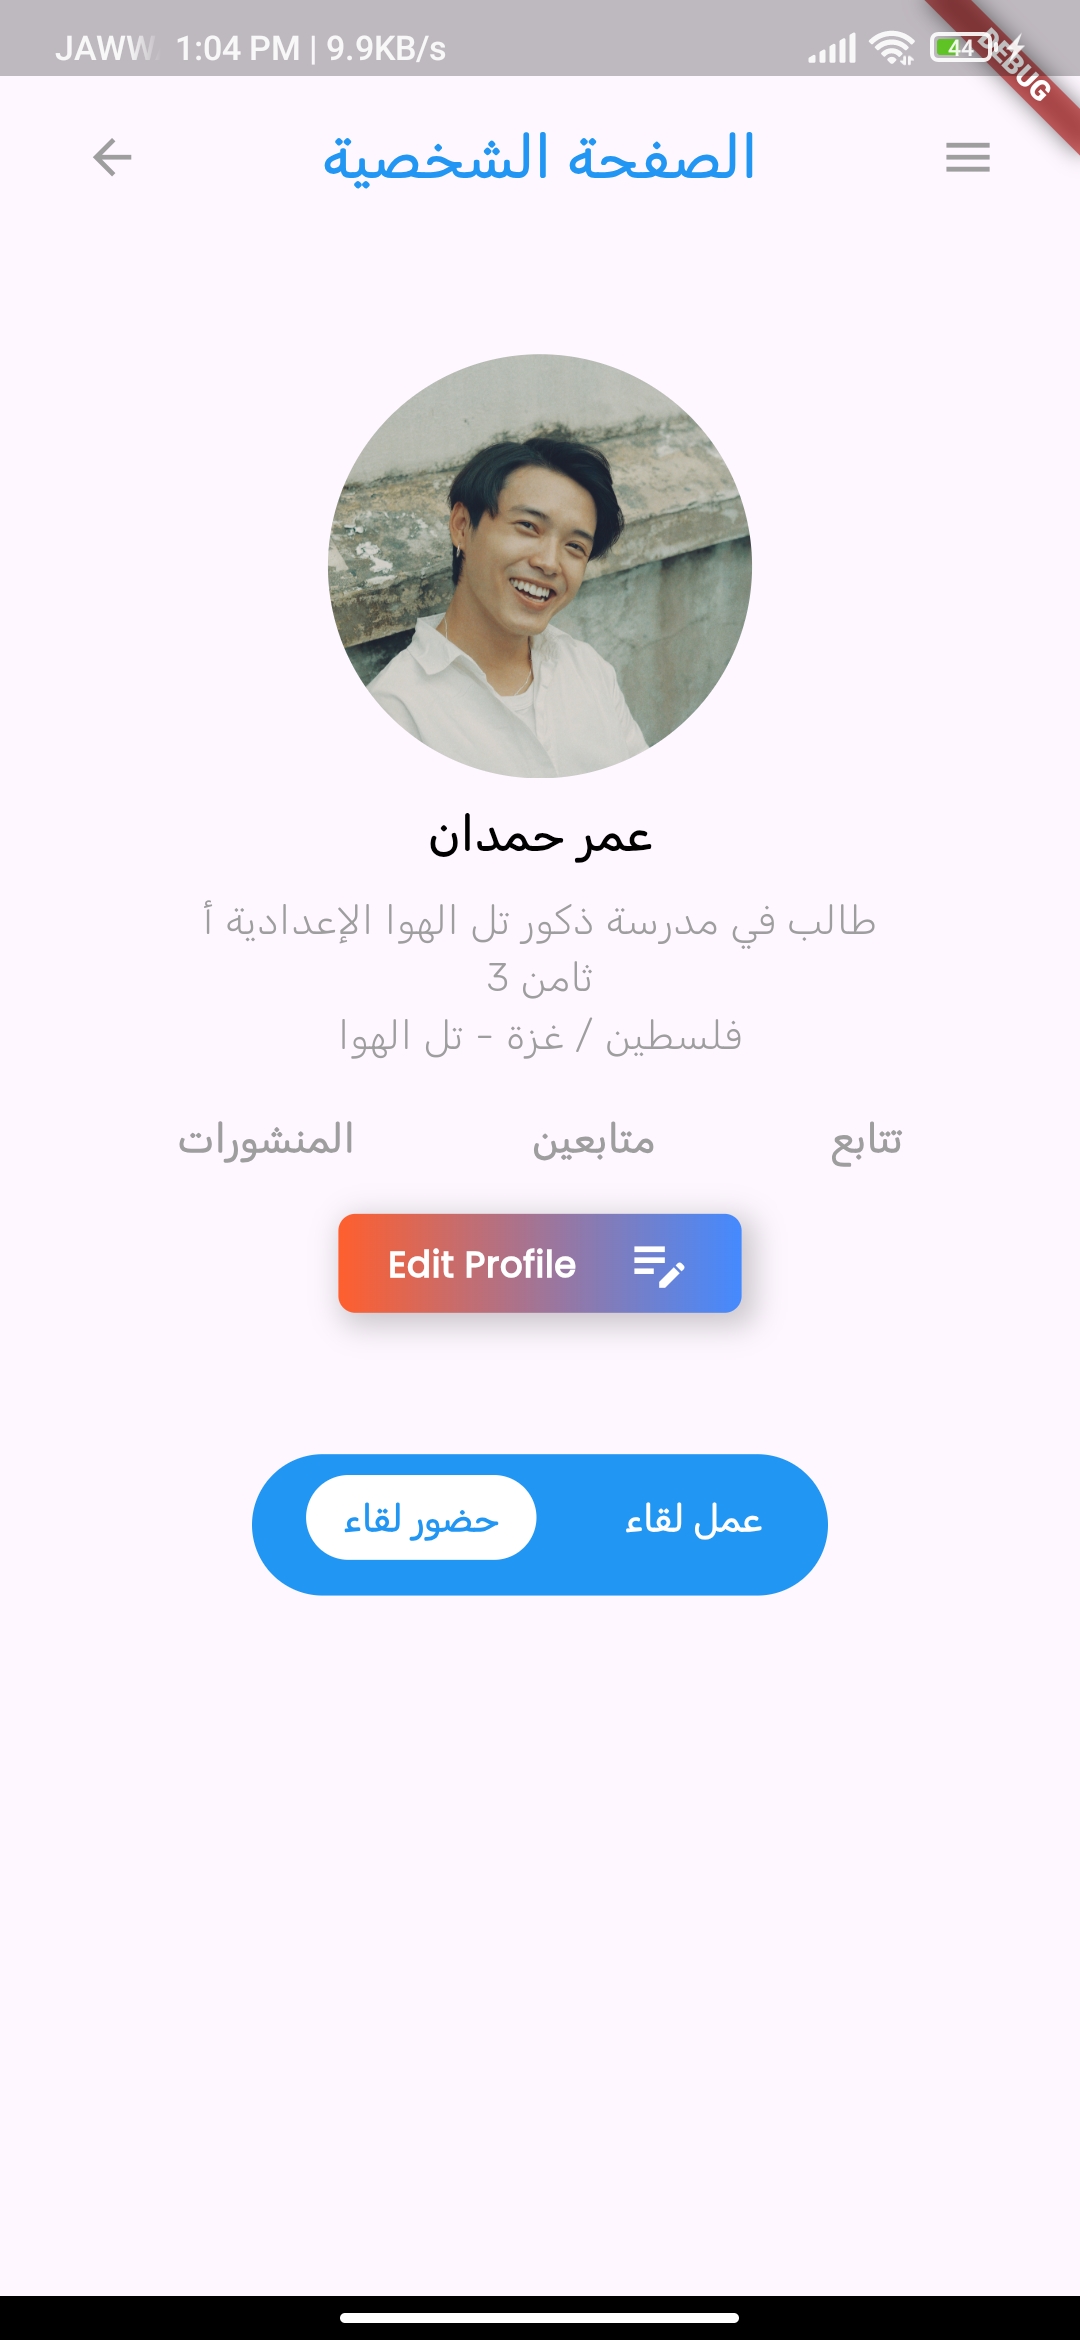 JAWW 1:04 PM | 9.9KB/s 44
DEBUG
الصفحة الشخصية
عمر حمدان
طالب في مدرسة ذكور تل الهوا الإعدادية أ
ثامن 3
فلسطين / غزة - تل الهوا
تتابع متابعين المنشورات
Edit Profile
عمل لقاء حضور لقاء